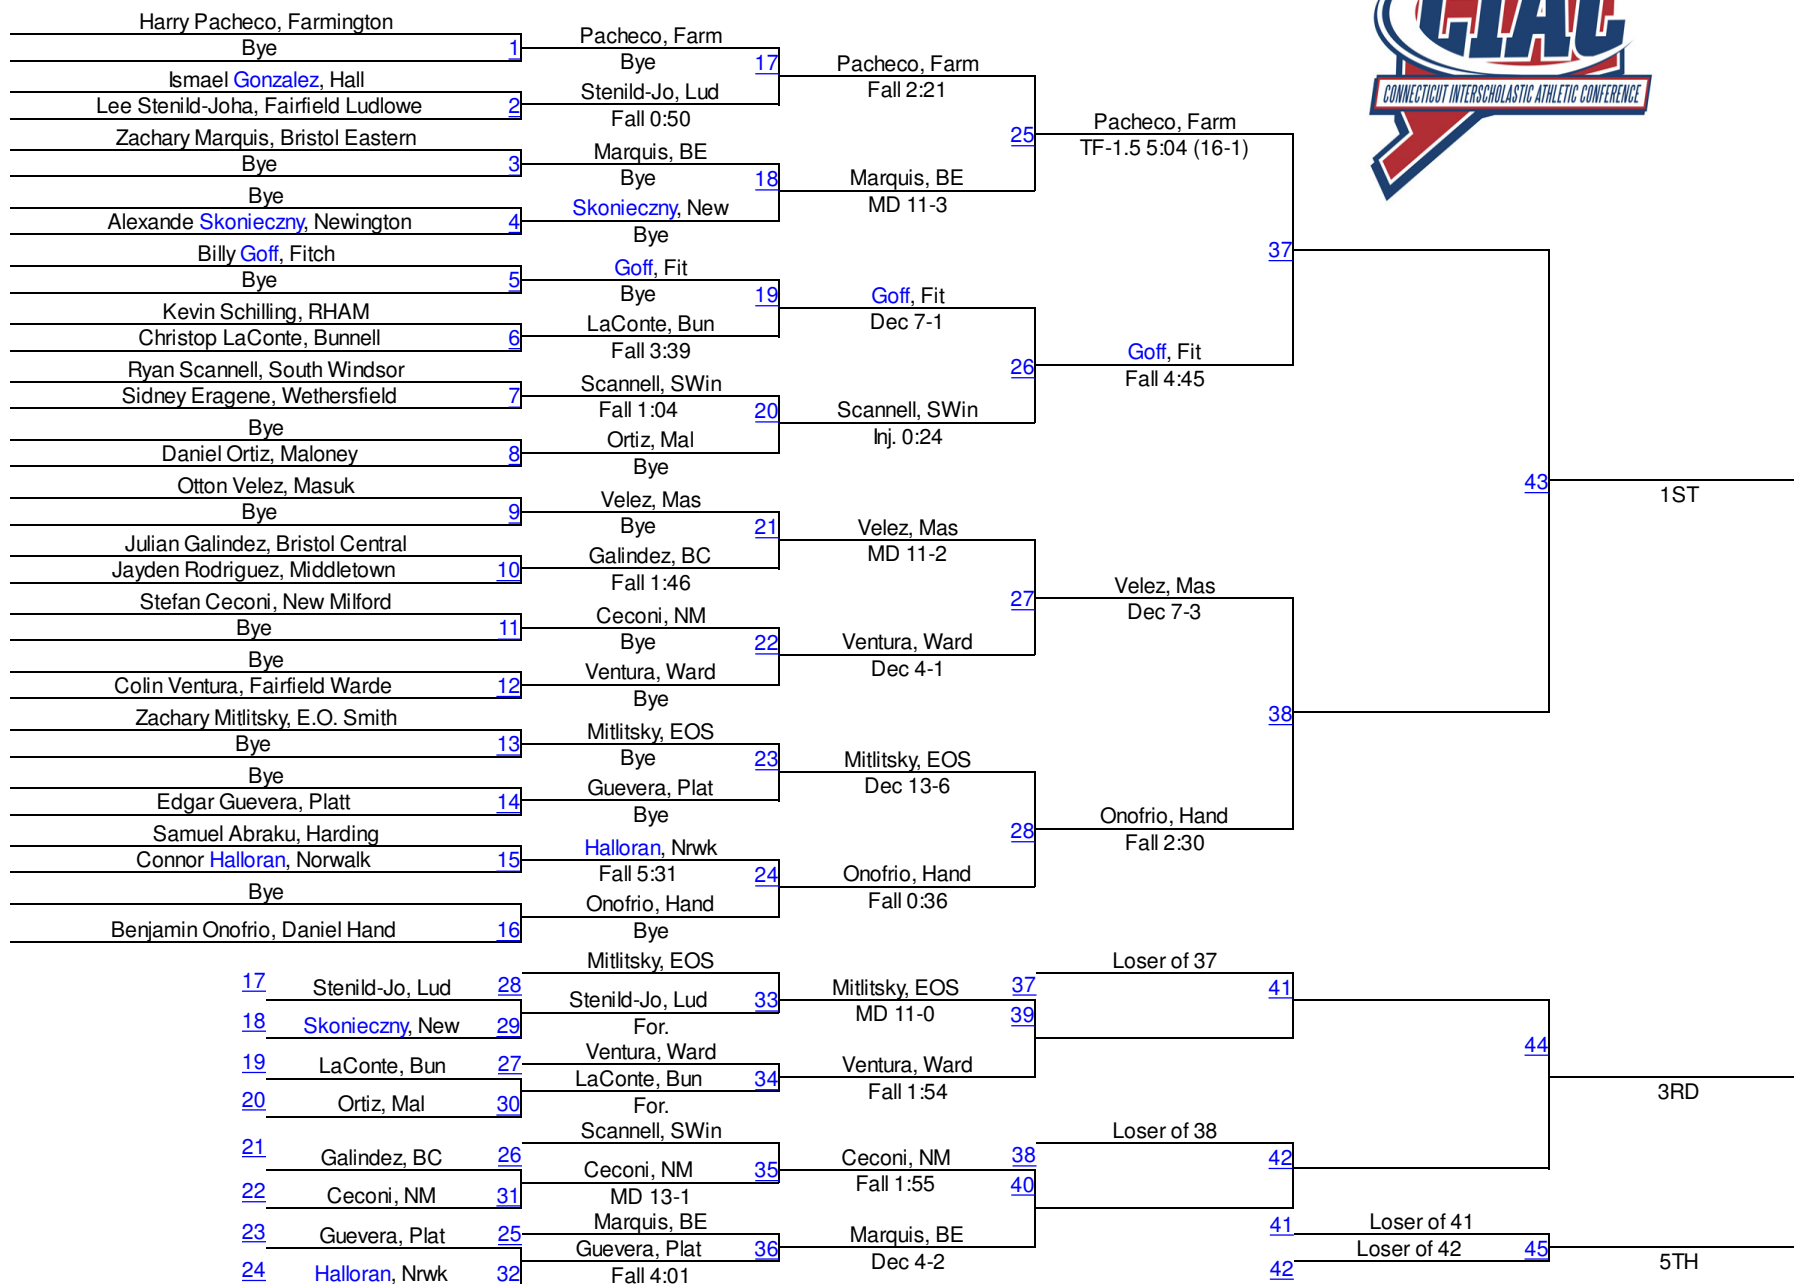 CIAC
CONNECTICUT INTERSCHOLASTIC ATHLETIC CONFERENCE
Harry Pacheco, Farmington
Bye
1
Ismael Gonzalez, Hall
Lee Stenild-Joha, Fairfield Ludlowe
2
Zachary Marquis, Bristol Eastern
Bye
3
Bye
Alexande Skonieczny, Newington
4
Billy Goff, Fitch
Bye
5
Kevin Schilling, RHAM
Christop LaConte, Bunnell
6
Ryan Scannell, South Windsor
Sidney Eragene, Wethersfield
7
Bye
Daniel Ortiz, Maloney
8
Otton Velez, Masuk
Bye
9
Julian Galindez, Bristol Central
Jayden Rodriguez, Middletown
10
Stefan Ceconi, New Milford
Bye
11
Bye
Colin Ventura, Fairfield Warde
12
Zachary Mitlitsky, E.O. Smith
Bye
13
Bye
Edgar Guevera, Platt
14
Samuel Abraku, Harding
Connor Halloran, Norwalk
15
Bye
Benjamin Onofrio, Daniel Hand
16
Pacheco, Farm
Bye
17
Stenild-Jo, Lud
Fall 0:50
Marquis, BE
Bye
18
Skonieczny, New
Bye
Goff, Fit
Bye
19
LaConte, Bun
Fall 3:39
Scannell, SWin
Fall 1:04
20
Ortiz, Mal
Bye
Velez, Mas
Bye
21
Galindez, BC
Fall 1:46
Ceconi, NM
Bye
22
Ventura, Ward
Bye
Mitlitsky, EOS
Bye
23
Guevera, Plat
Bye
Halloran, Nrwk
Fall 5:31
24
Onofrio, Hand
Bye
Pacheco, Farm
Fall 2:21
25
Marquis, BE
MD 11-3
Goff, Fit
Dec 7-1
26
Scannell, SWin
Inj. 0:24
Velez, Mas
MD 11-2
27
Ventura, Ward
Dec 4-1
Mitlitsky, EOS
Dec 13-6
28
Onofrio, Hand
Fall 0:36
Pacheco, Farm
TF-1.5 5:04 (16-1)
37
Goff, Fit
Fall 4:45
Velez, Mas
Dec 7-3
38
Onofrio, Hand
Fall 2:30
43
1ST
17
Stenild-Jo, Lud
28
18
Skonieczny, New
29
19
LaConte, Bun
27
20
Ortiz, Mal
30
21
Galindez, BC
26
22
Ceconi, NM
31
23
Guevera, Plat
25
24
Halloran, Nrwk
32
Mitlitsky, EOS
Stenild-Jo, Lud
33
For.
Ventura, Ward
LaConte, Bun
34
For.
Scannell, SWin
Ceconi, NM
35
MD 13-1
Marquis, BE
Guevera, Plat
36
Fall 4:01
Mitlitsky, EOS
37
MD 11-0
39
Ventura, Ward
Fall 1:54
Ceconi, NM
38
Fall 1:55
40
Marquis, BE
Dec 4-2
Loser of 37
41
Loser of 38
42
44
3RD
41
Loser of 41
Loser of 42
45
42
5TH